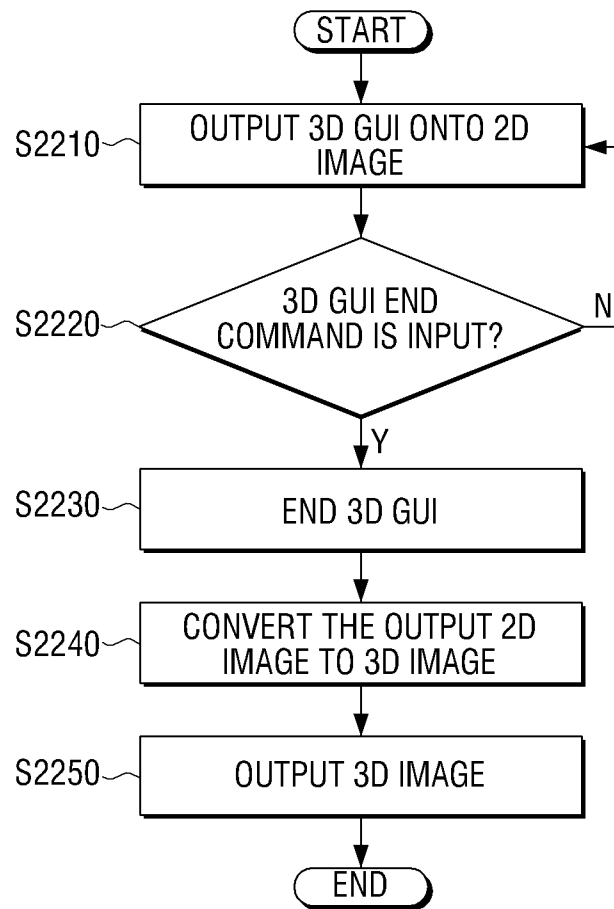 START
S2210
OUTPUT 3D GUI ONTO 2D
IMAGE
S2220
3D GUI END
COMMAND IS INPUT?
N
Y
S2230
END 3D GUI
S2240
CONVERT THE OUTPUT 2D
IMAGE TO 3D IMAGE
S2250
OUTPUT 3D IMAGE
END